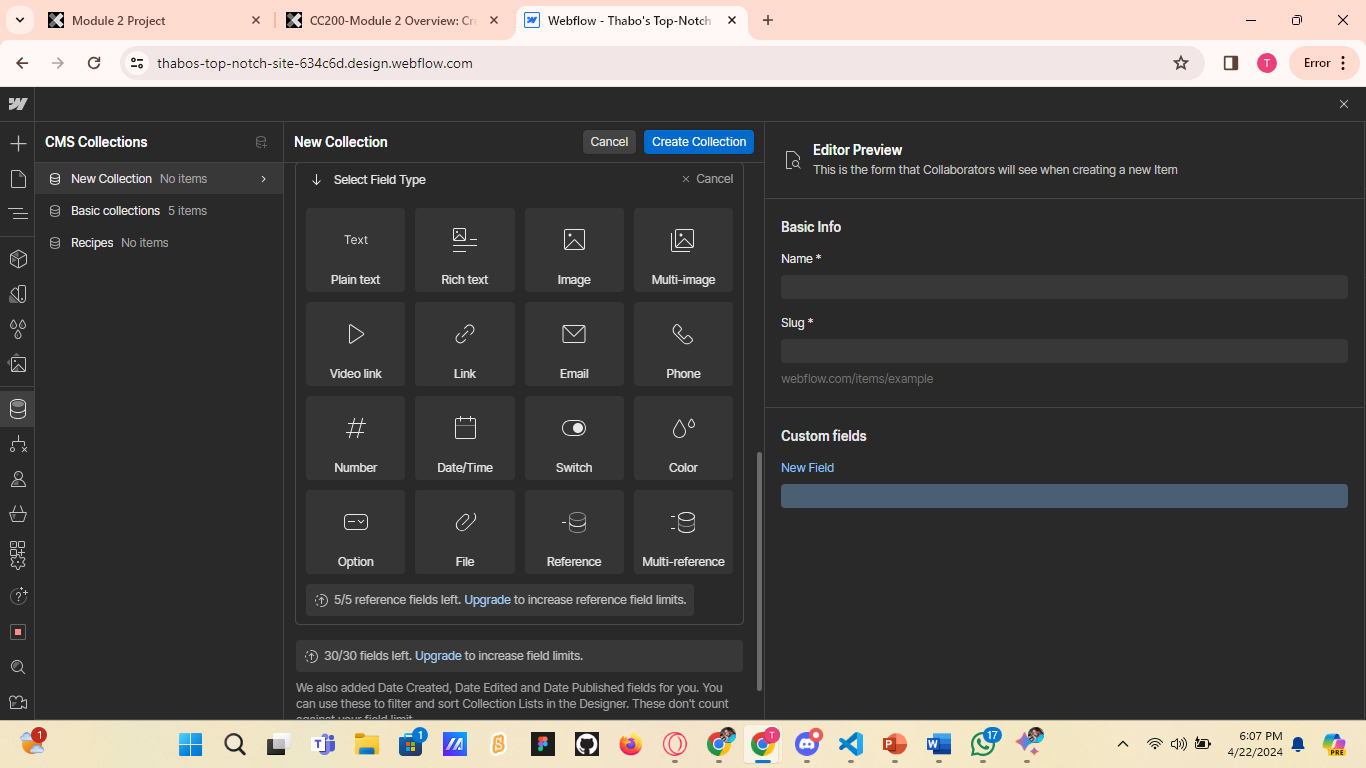 Module 2 Project
CC200-Module 2 Overview: Cre
Webflow - Thabo's Top-Notch
thabos-top-notch-site-634c6d.design.webflow.com
T
Error
CMS Collections
New Collection
Cancel
Create Collection
Editor Preview
This is the form that Collaborators will see when creating a new Item
New Collection No items
Basic collections 5 items
Recipes No items
Select Field Type
Cancel
Text
Plain text
Rich text
Image
Multi-image
Video link
Link
Email
Phone
Number
Date/Time
Switch
Color
Option
File
Reference
Multi-reference
5/5 reference fields left. Upgrade to increase reference field limits.
30/30 fields left. Upgrade to increase field limits.
We also added Date Created, Date Edited and Date Published fields for you. You
can use these to filter and sort Collection Lists in the Designer. These don't count
against your field limit.
Basic Info
Name *
Slug *
webflow.com/items/example
Custom fields
New Field
1
1
T
17
6:07 PM
4/22/2024
PRE